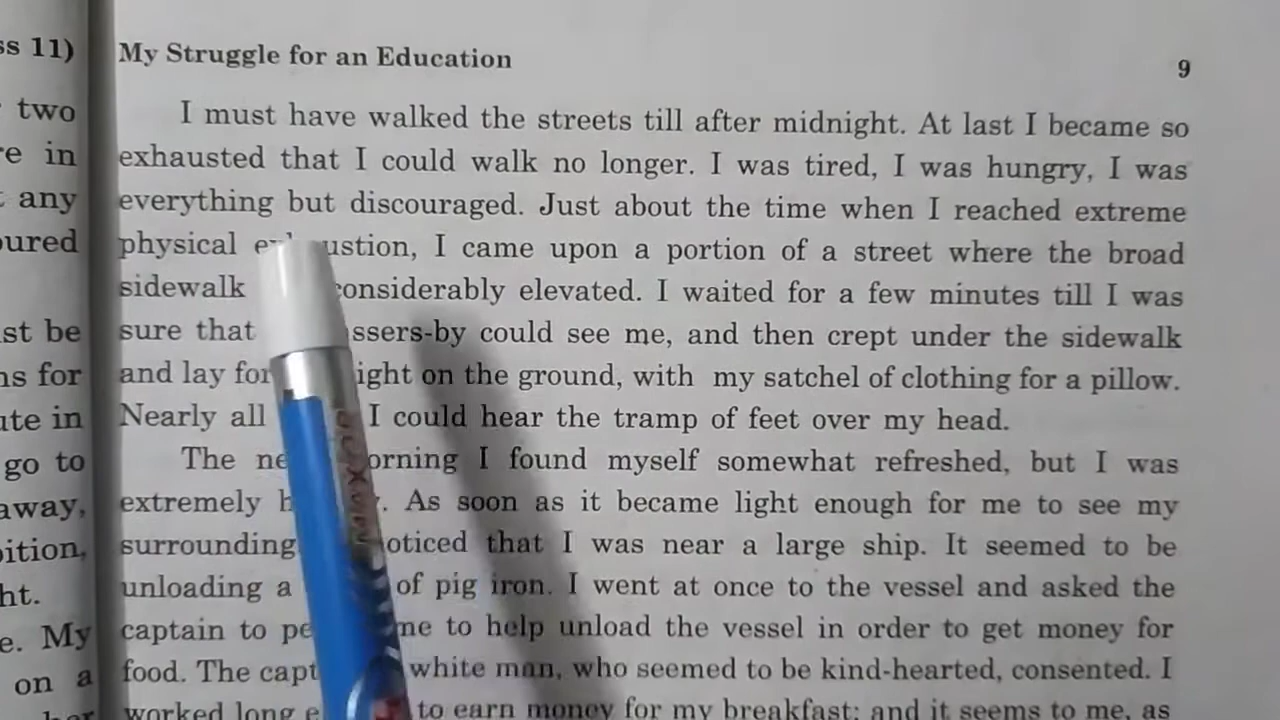 ss 11)
two
re in
any
oured
st be
ns for
ute in
go to
away,
bition,
ht.
e. My
on a
her
My Struggle for an Education
9
I must have walked the streets till after midnight. At last I became so
exhausted that I could walk no longer. I was tired, I was hungry, I was
everything but discouraged. Just about the time when I reached extreme
physical ustion, I came upon a portion of a street where the broad
sidewalk considerably elevated. I waited for a few minutes till I was
sure that ssers-by could see me, and then crept under the sidewalk
and lay for ight on the ground, with my satchel of clothing for a pillow.
Nearly all I could hear the tramp of feet over my head.
The ne orning I found myself somewhat refreshed, but I was
extremely h . As soon as it became light enough for me to see my
surrounding oticed that I was near a large ship. It seemed to be
unloading a of pig iron. I went at once to the vessel and asked the
captain to pe me to help unload the vessel in order to get money for
food. The capt white man, who seemed to be kind-hearted, consented. I
worked long e to earn money for my breakfast; and it seems to me, as